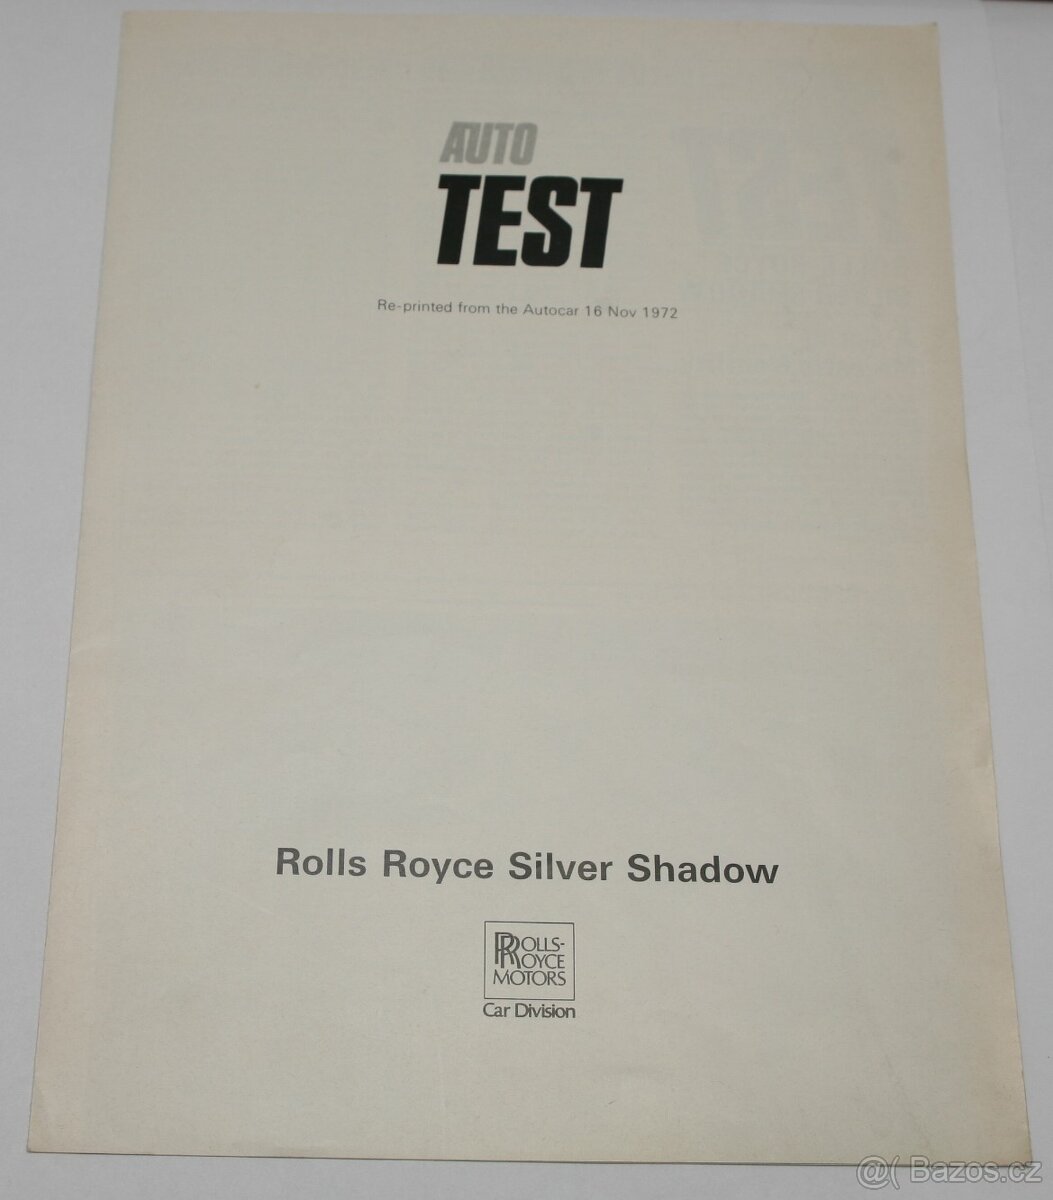 AUTO
TEST
Re-printed from the Autocar 16 Nov 1972
Rolls Royce Silver Shadow
ROLLS-
ROYCE
MOTORS
Car Division
@( Bazos.cz